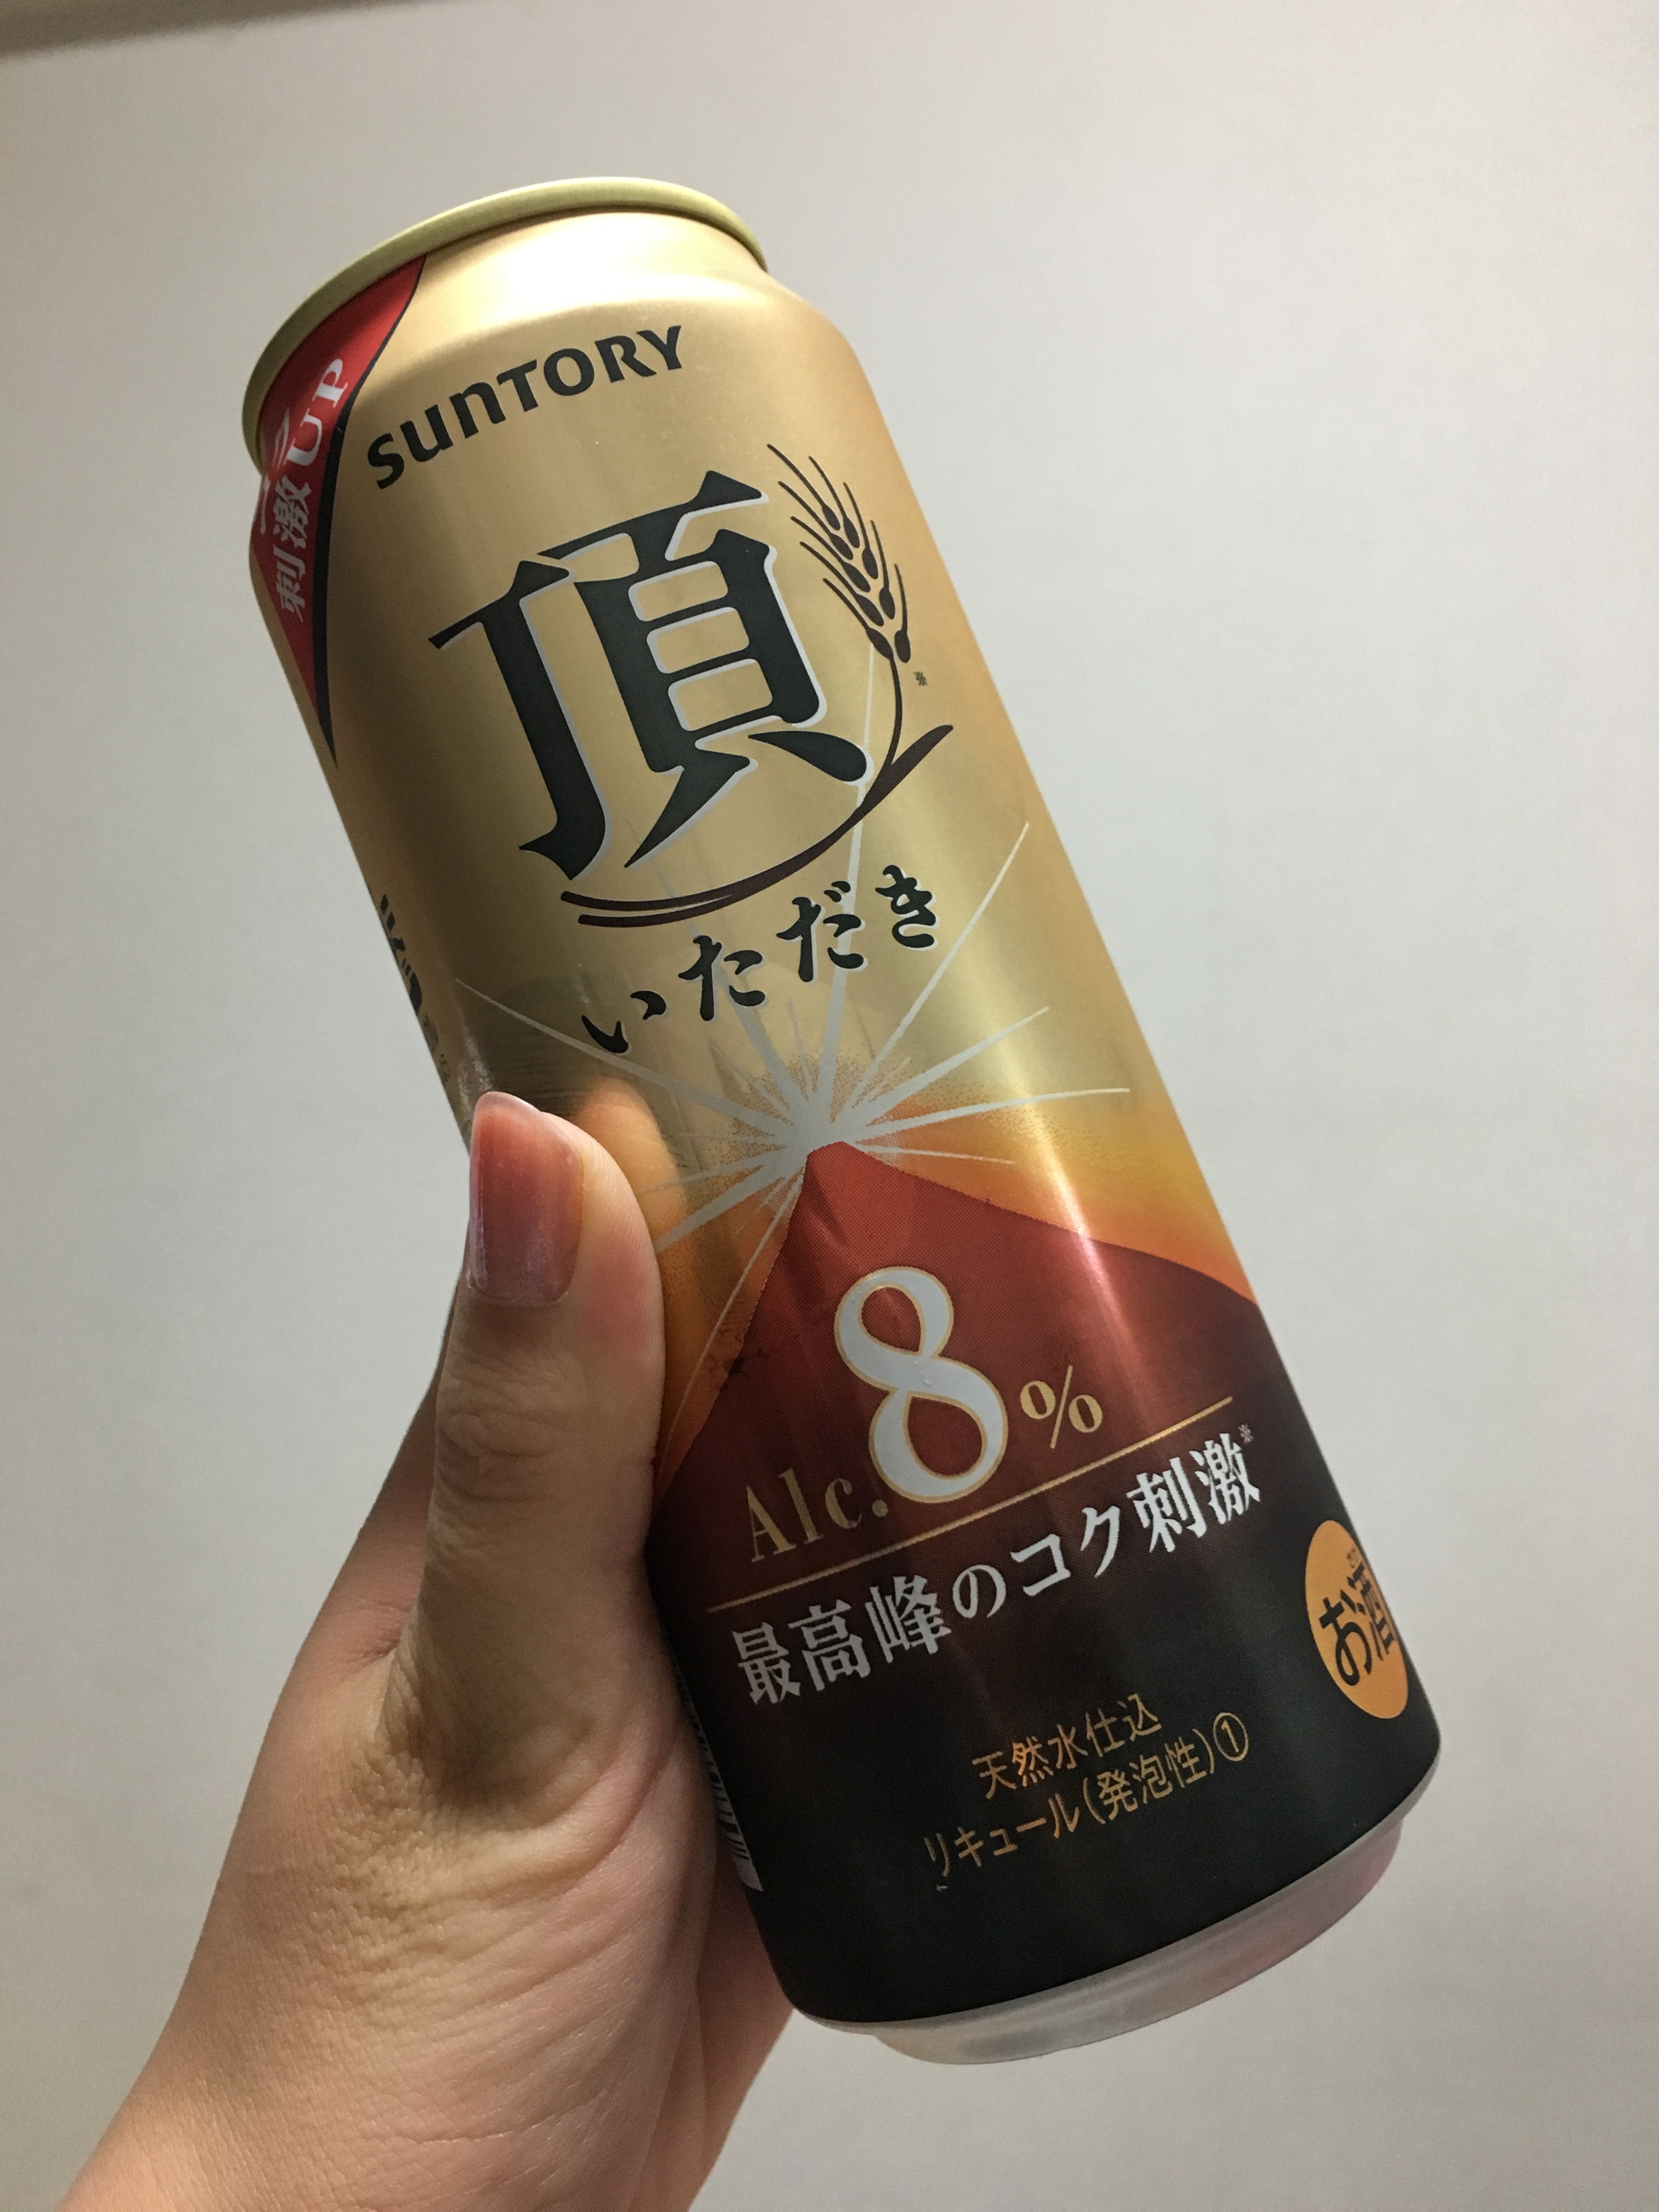 刺激UP
SUNTORY
頂
※
いただき
Alc.8%
最高峰のコク刺激※
お酒
天然水仕込
リキュール(発泡性)①